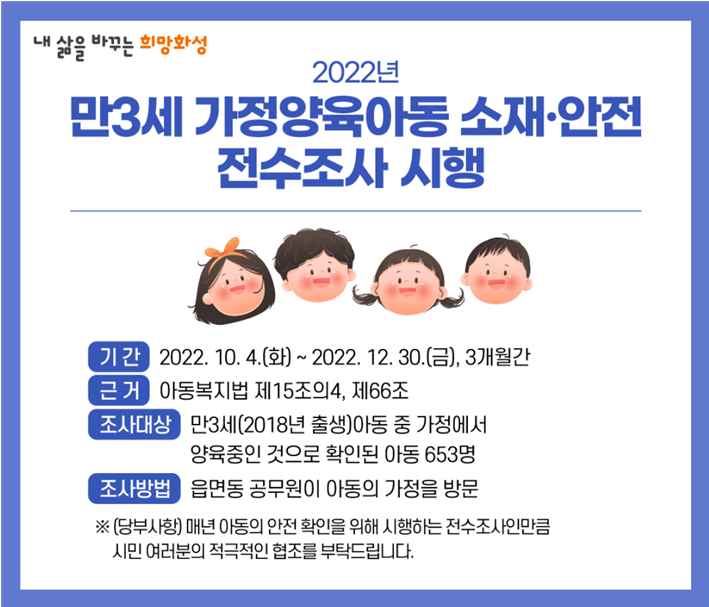 내 삶을 바꾸는 희망화성
2022년
만3세 가정양육아동 소재·안전
전수조사 시행
기 간 2022. 10. 4.(화) ~ 2022. 12. 30.(금), 3개월간
근 거 아동복지법 제15조의4, 제66조
조사대상 만3세(2018년 출생)아동 중 가정에서
양육중인 것으로 확인된 아동 653명
조사방법 읍면동 공무원이 아동의 가정을 방문
※ (당부사항) 매년 아동의 안전 확인을 위해 시행하는 전수조사인만큼
시민 여러분의 적극적인 협조를 부탁드립니다.